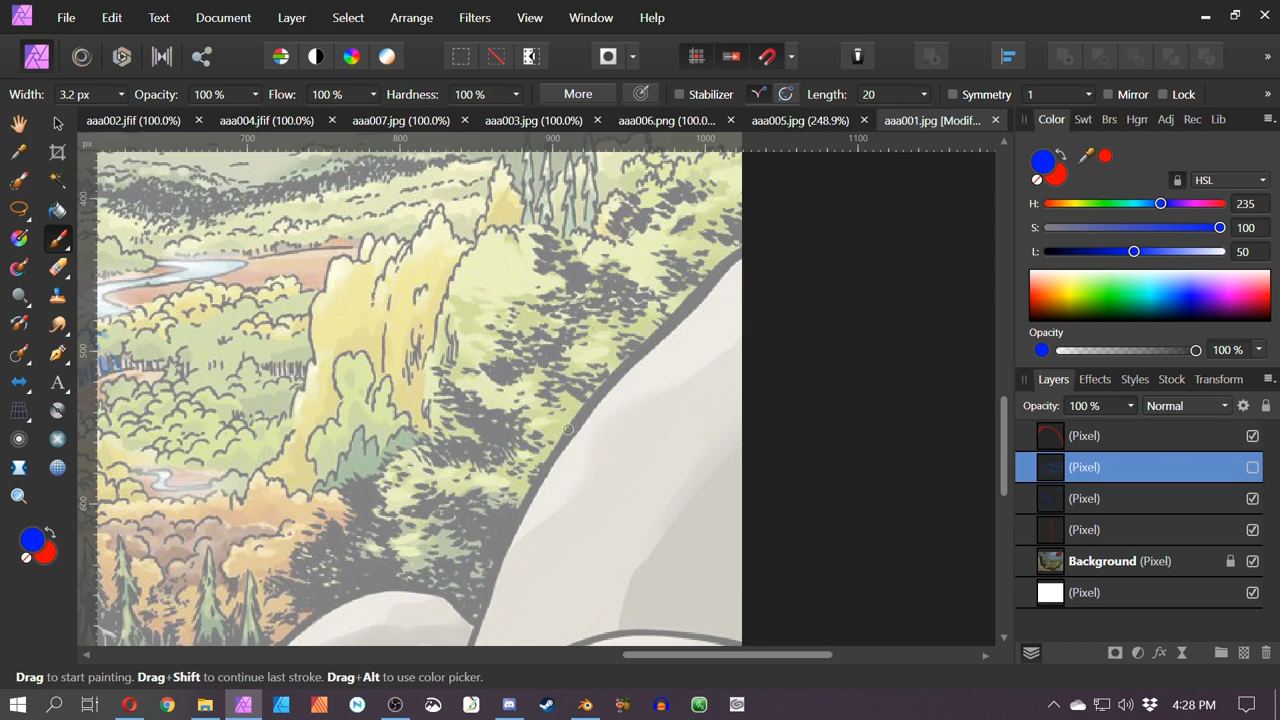 File Edit Text Document Layer Select Arrange Filters View Window Help
Width: 3.2 px Opacity: 100 % Flow: 100 % Hardness: 100 % More Stabilizer Length: 20 Symmetry 1 Mirror Lock
aaa002.jfif (100.0%) aaa004.jfif (100.0%) aaa007.jpg (100.0%) aaa003.jpg (100.0%) aaa006.png (100.0... aaa005.jpg (248.9%) aaa001.jpg [Modif... Color Swt Brs Hgrr Adj Rec Lib
px 700 800 900 1000 1100
400
500
600
HSL
H: 235
S: 100
L: 50
Opacity
100 %
Layers Effects Styles Stock Transform
Opacity: 100 % Normal
(Pixel)
(Pixel)
(Pixel)
(Pixel)
Background (Pixel)
(Pixel)
Drag to start painting. Drag+Shift to continue last stroke. Drag+Alt to use color picker.
4:28 PM